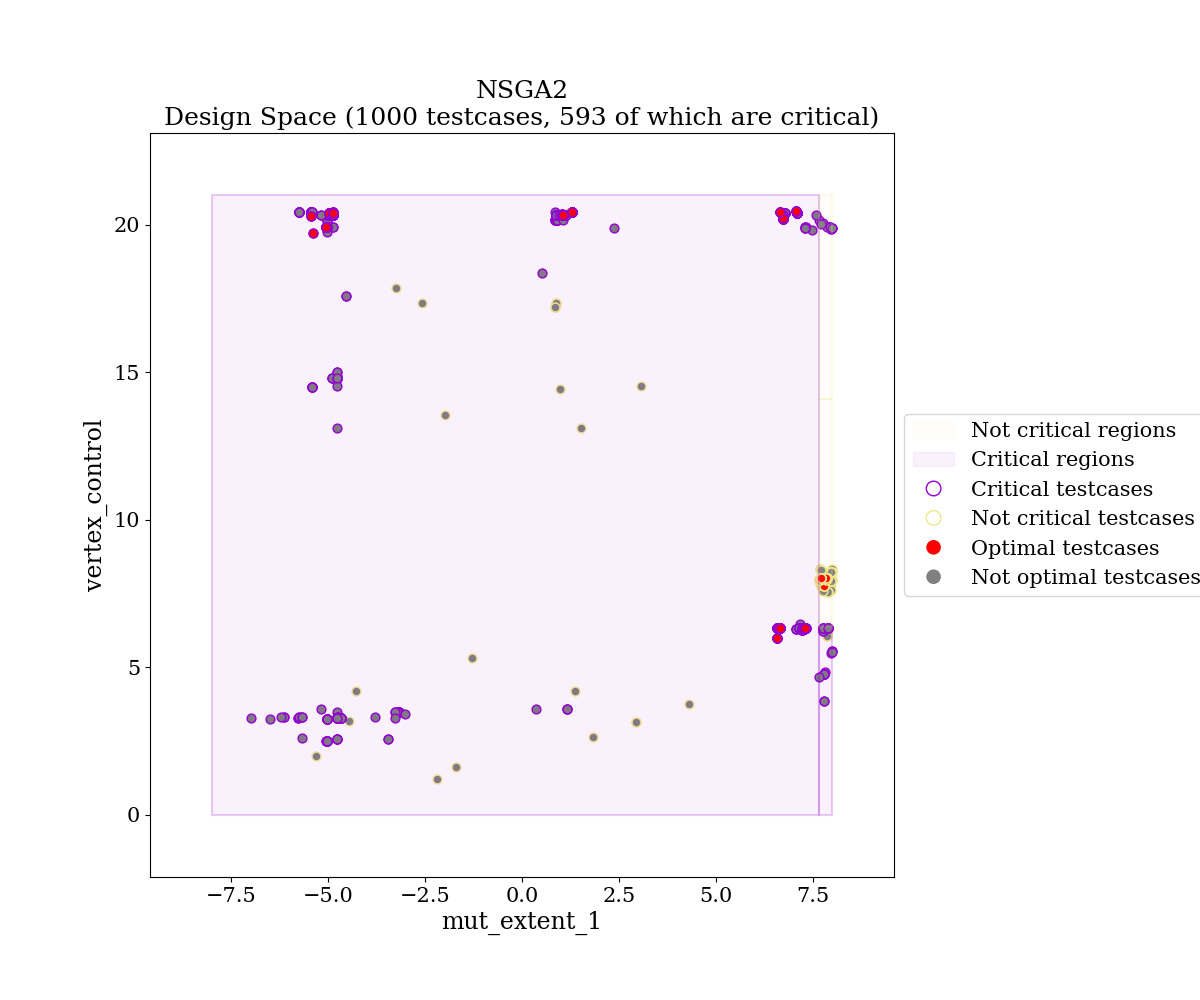 NSGA2
Design Space (1000 testcases, 593 of which are critical)
vertex_control
20
15
10
5
0
−7.5
−5.0
−2.5
0.0
2.5
5.0
7.5
mut_extent_1
Not critical regions
Critical regions
Critical testcases
Not critical testcases
Optimal testcases
Not optimal testcases